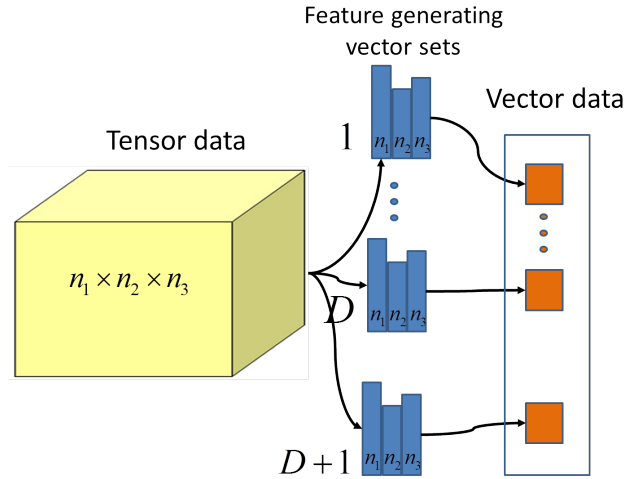 Feature generating
vector sets
Vector data
Tensor data
1
n₁ n₂ n₃
n₁ × n₂ × n₃
D
n₁ n₂ n₃
D + 1
n₁ n₂ n₃